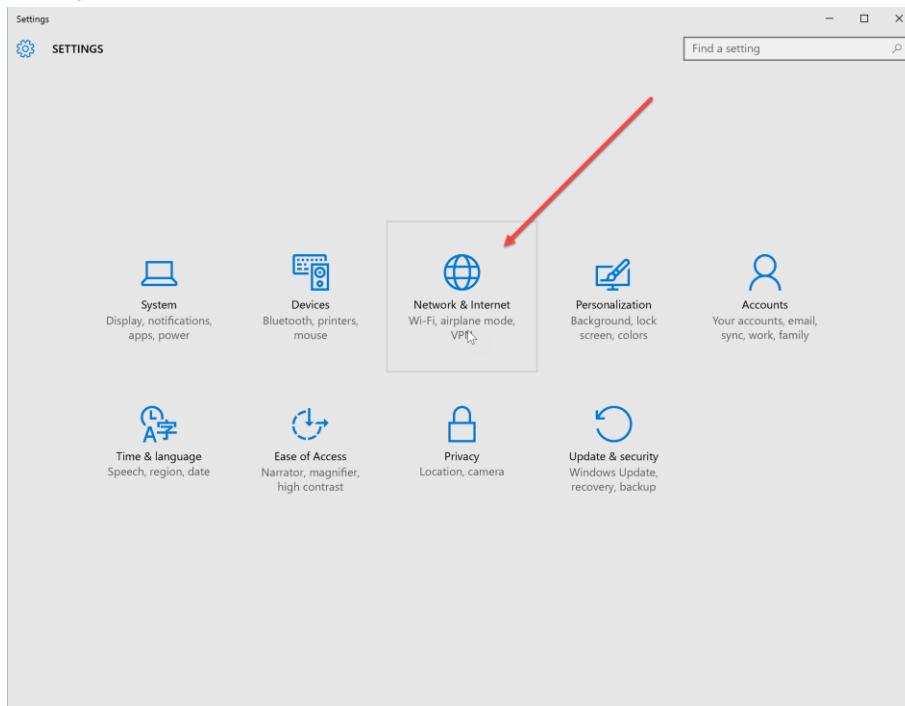 Settings
SETTINGS
Find a setting
System
Display, notifications,
apps, power
Devices
Bluetooth, printers,
mouse
Network & Internet
Wi-Fi, airplane mode,
VPN
Personalization
Background, lock
screen, colors
Accounts
Your accounts, email,
sync, work, family
A字
Time & language
Speech, region, date
Ease of Access
Narrator, magnifier,
high contrast
Privacy
Location, camera
Update & security
Windows Update,
recovery, backup